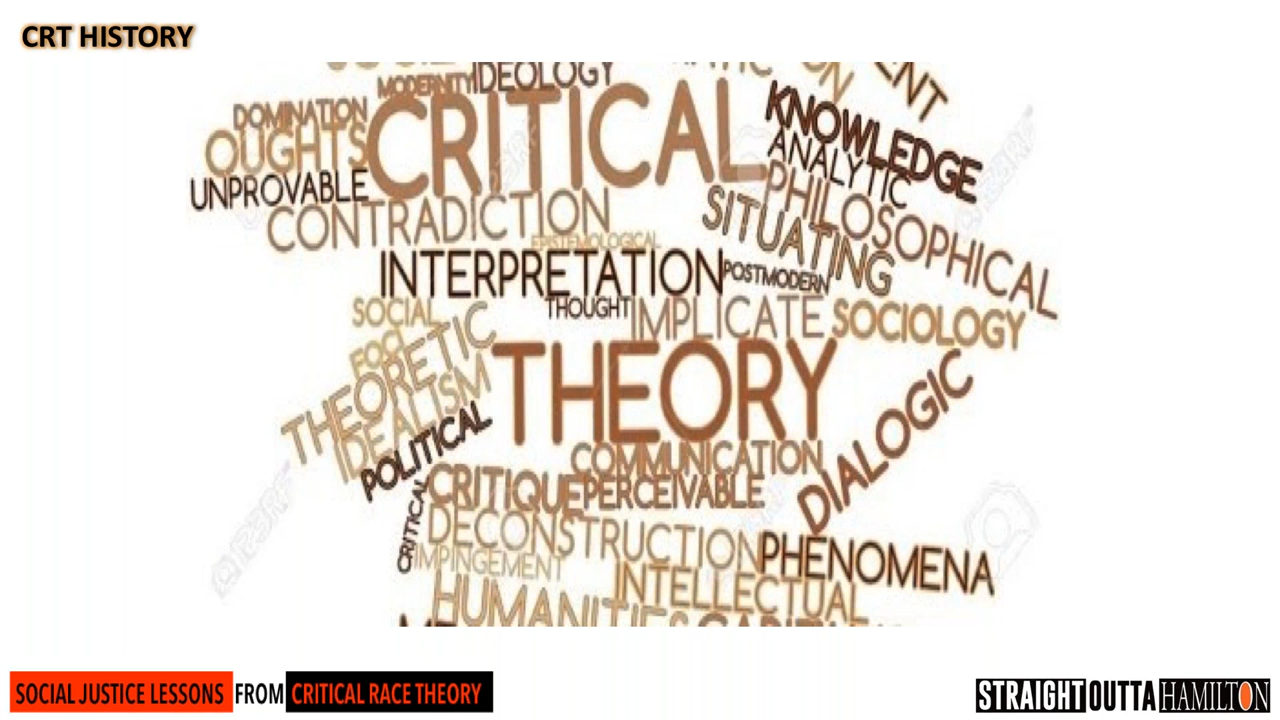 CRT HISTORY
MODERNITY
IDEOLOGY
DOMINATION
CRITICAL
KNOWLEDGE
OUGHTS
ANALYTIC
UNPROVABLE
PHILOSOPHICAL
CONTRADICTION
SITUATING
EPISTEMOLOGICAL
INTERPRETATION
POSTMODERN
SOCIAL
THOUGHT
IMPLICATE
SOCIOLOGY
FOCI
THEORETIC
THEORY
IDEALISM
DIALOGIC
POLITICAL
COMMUNICATION
CRITIQUE
PERCEIVABLE
CRITICAL
DECONSTRUCTION
PHENOMENA
IMPINGEMENT
INTELLECTUAL
HUMANITIES
SOCIAL JUSTICE LESSONS FROM CRITICAL RACE THEORY
STRAIGHT OUTTA HAMILTON